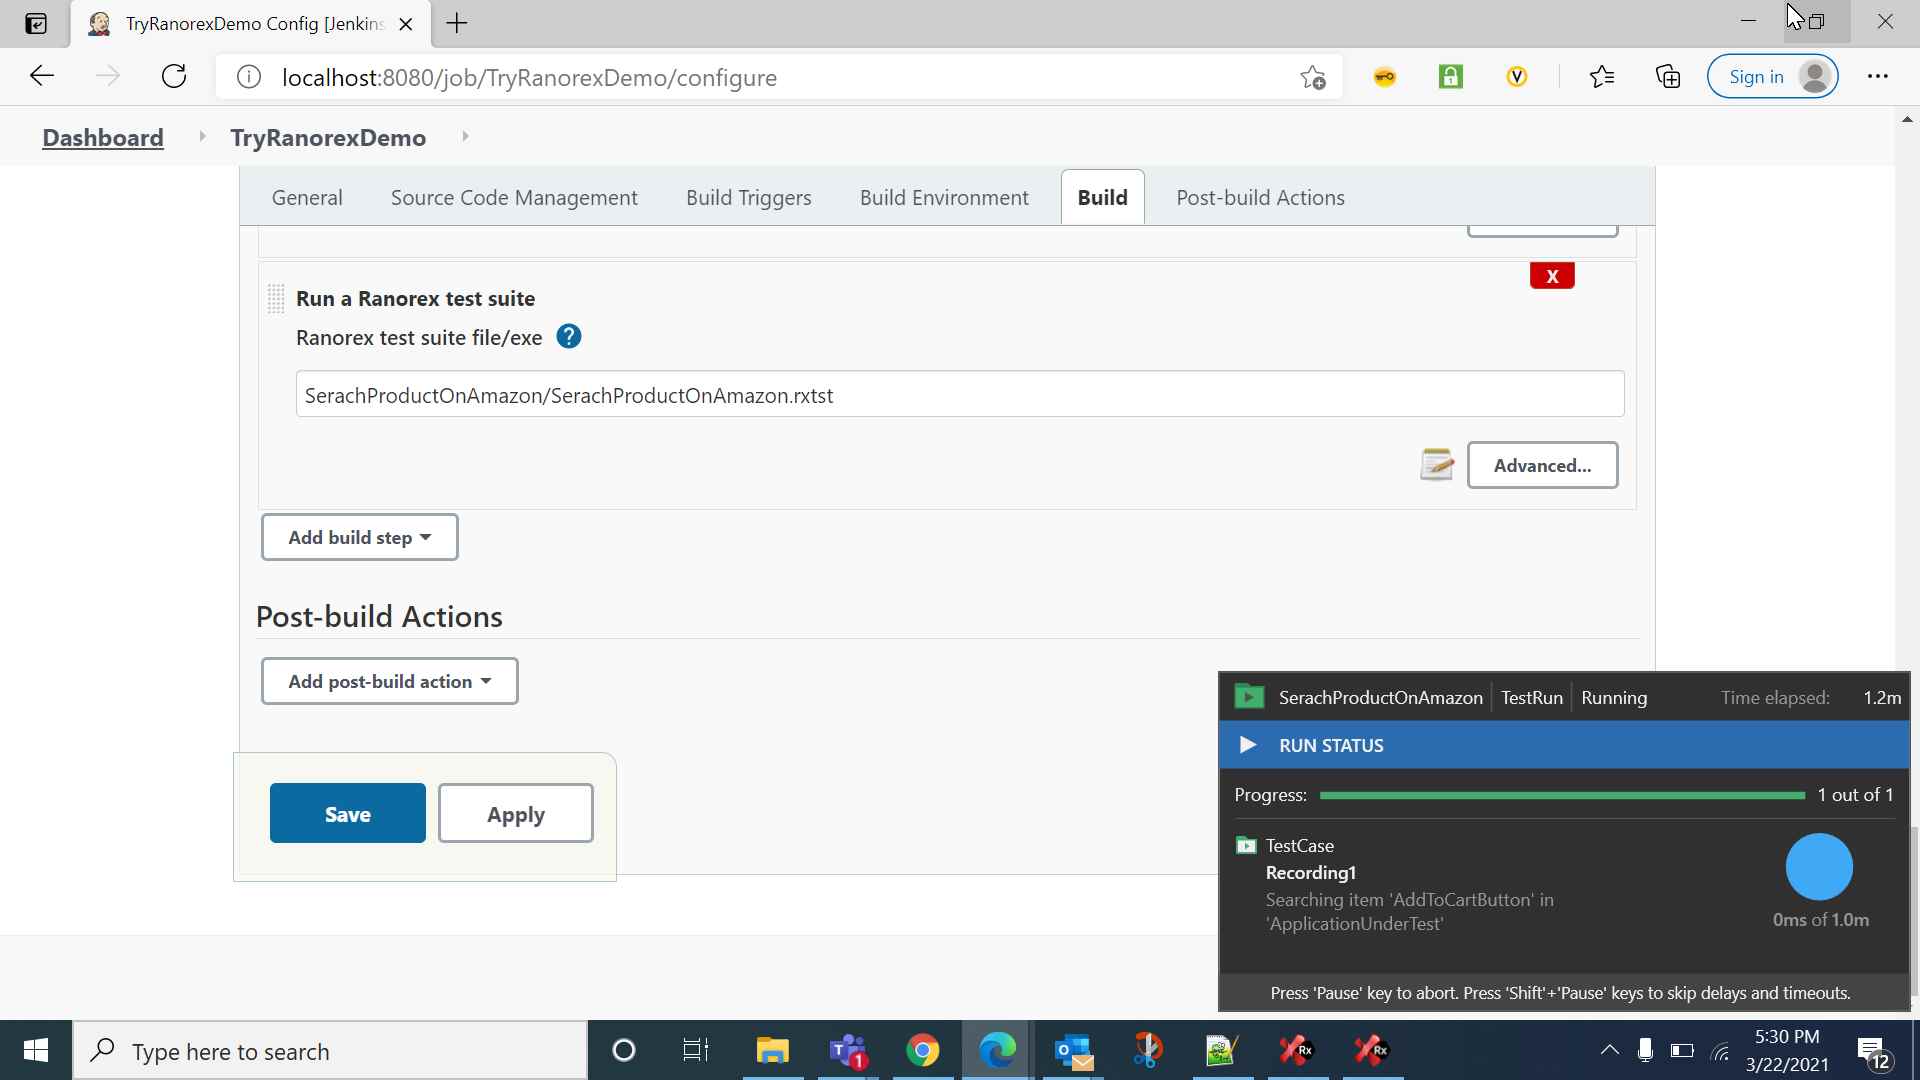 TryRanorexDemo Config [Jenkins
localhost:8080/job/TryRanorexDemo/configure
Sign in
Dashboard
TryRanorexDemo
General
Source Code Management
Build Triggers
Build Environment
Build
Post-build Actions
X
Run a Ranorex test suite
Ranorex test suite file/exe ?
SerachProductOnAmazon/SerachProductOnAmazon.rxtst
Advanced...
Add build step
Post-build Actions
Add post-build action
Save
Apply
SerachProductOnAmazon
TestRun
Running
Time elapsed: 1.2m
RUN STATUS
Progress: 1 out of 1
TestCase
Recording1
Searching item 'AddToCartButton' in
'ApplicationUnderTest'
0ms of 1.0m
Press 'Pause' key to abort. Press 'Shift'+'Pause' keys to skip delays and timeouts.
Type here to search
T
1
O
Rx
Rx
5:30 PM
3/22/2021
12